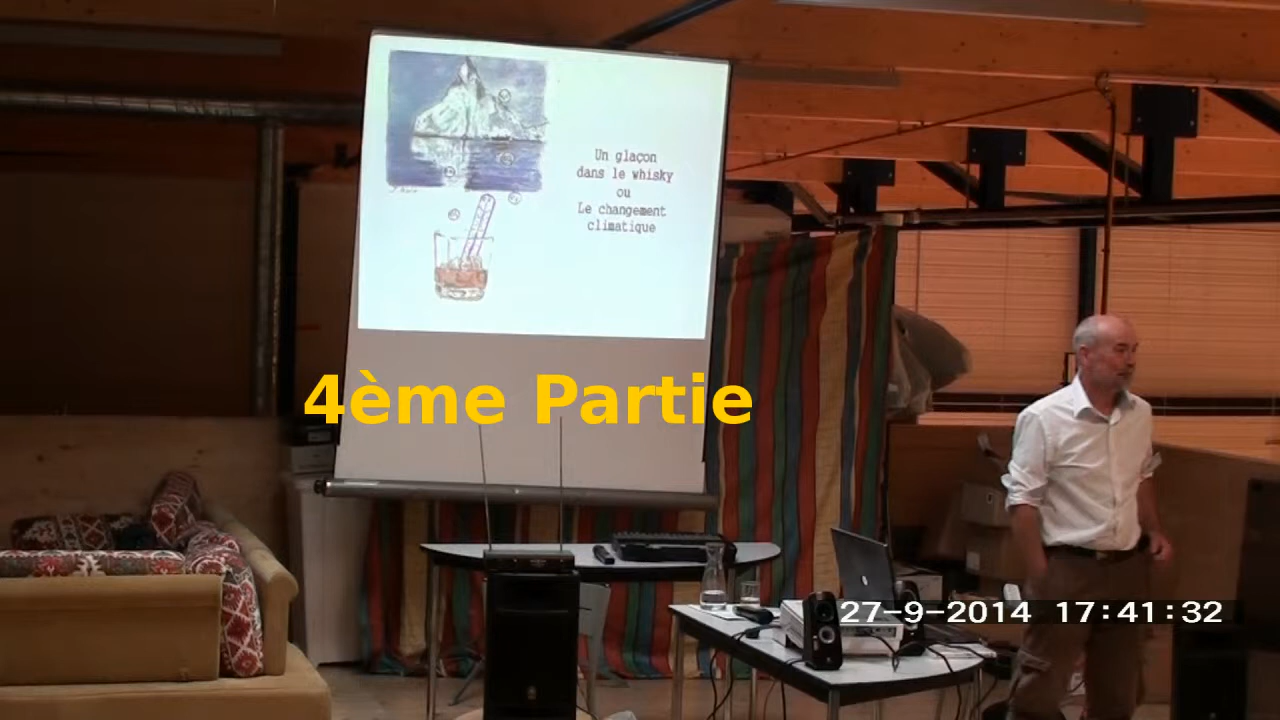 Un glaçon
dans le whisky
ou
Le changement
climatique
4ème Partie
27-9-2014 17:41:32